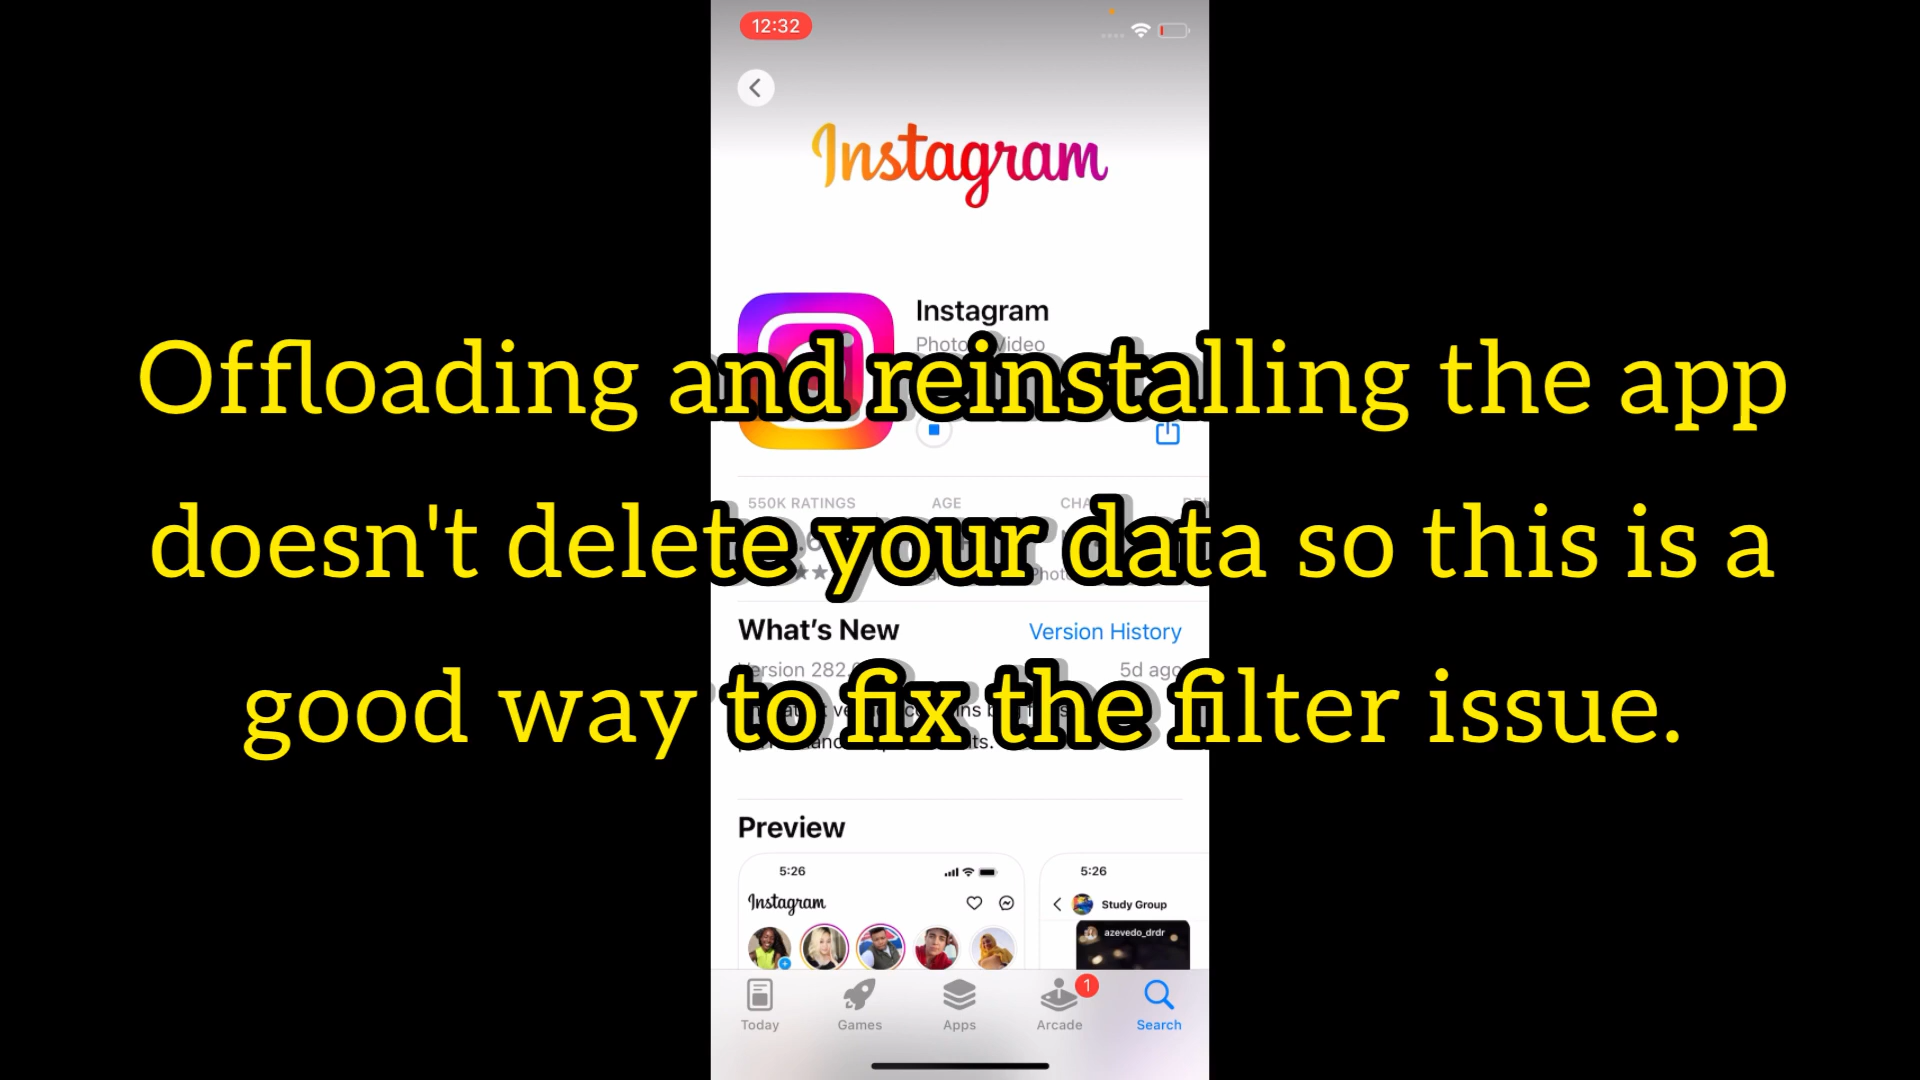 12:32
Instagram
Instagram
Offloading and reinstalling the app
550K RATINGS AGE
doesn't delete your data so this is a
What's New Version History
5d ago
good way to fix the filter issue.
Preview
5:26 5:26
Instagram Study Group
azevedo_drdr
1
Today Games Apps Arcade Search